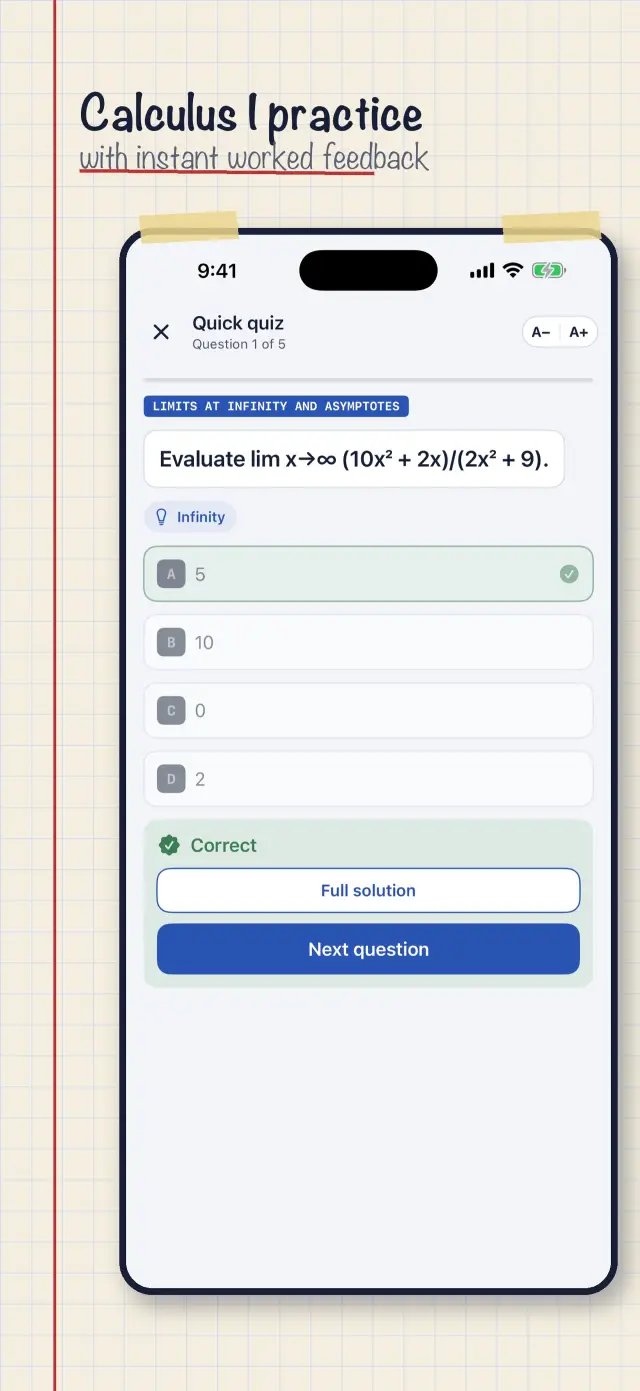 Calculus I practice
with instant worked feedback
9:41
Quick quiz
Question 1 of 5
A− A+
LIMITS AT INFINITY AND ASYMPTOTES
Evaluate lim x→∞ (10x² + 2x)/(2x² + 9).
Infinity
A 5
B 10
C 0
D 2
Correct
Full solution
Next question